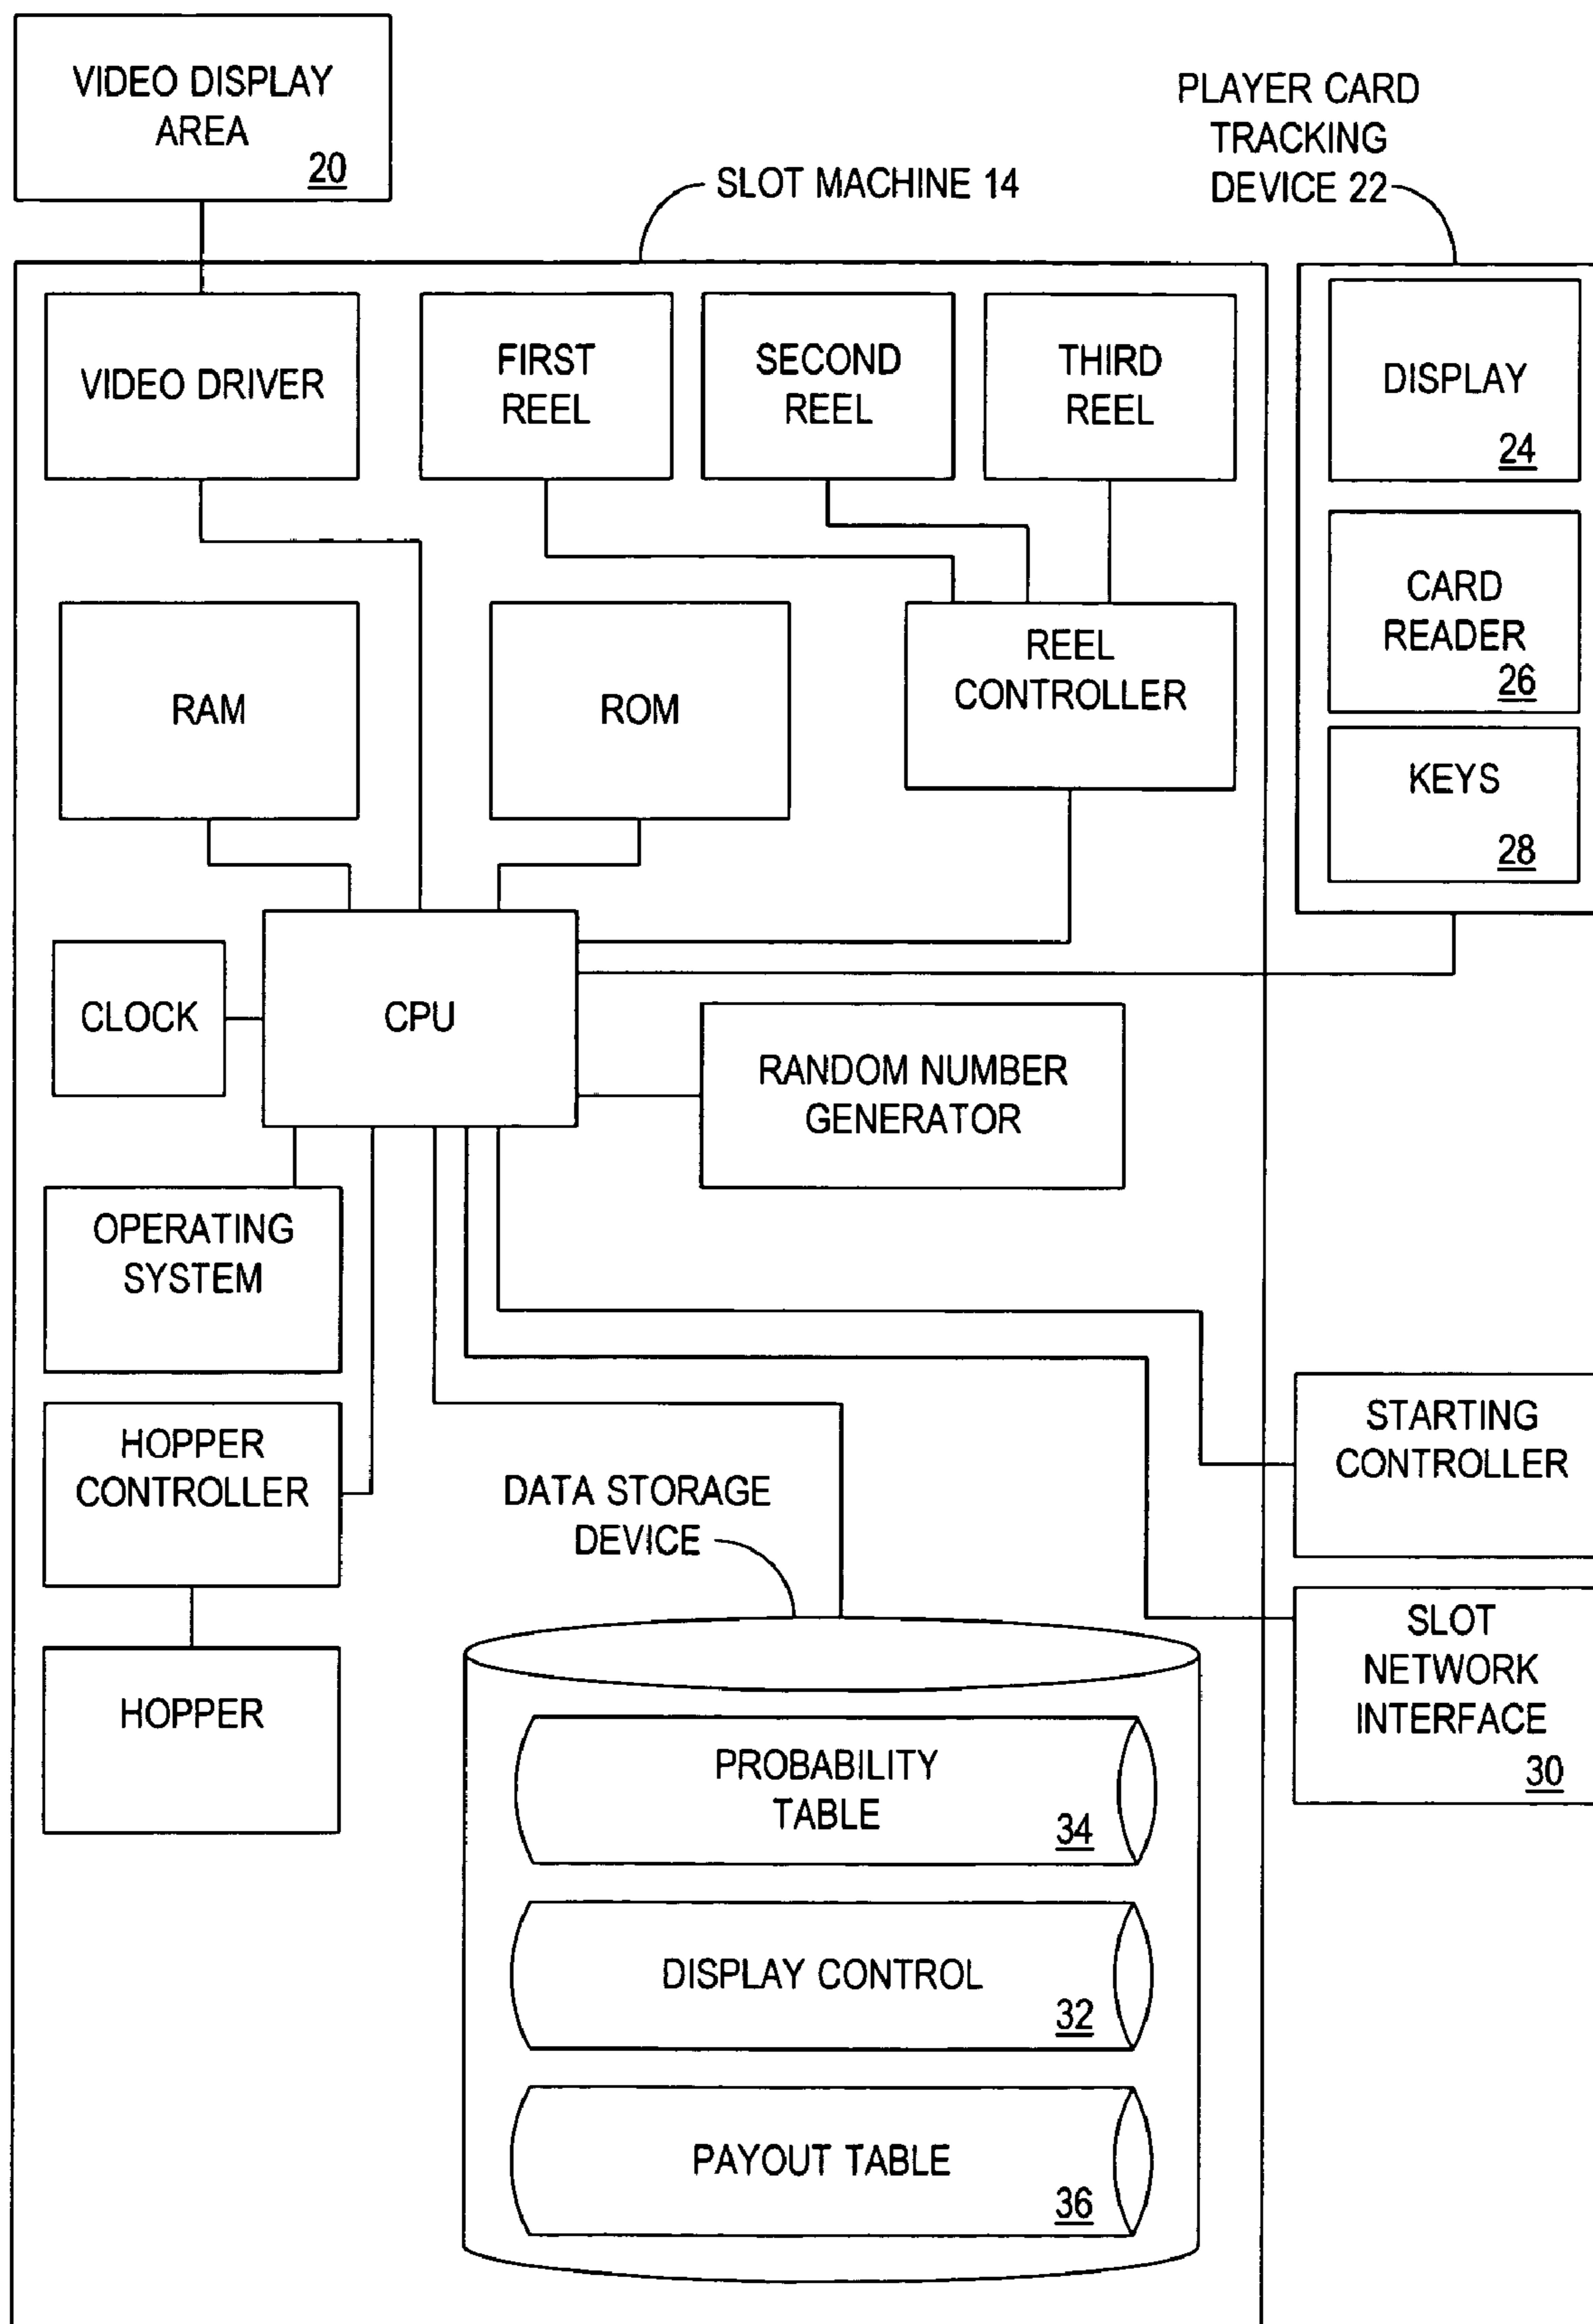 VIDEO DISPLAY
AREA
20
PLAYER CARD
TRACKING
DEVICE 22
SLOT MACHINE 14
VIDEO DRIVER
FIRST
REEL
SECOND
REEL
THIRD
REEL
DISPLAY
24
CARD
READER
26
KEYS
28
RAM
ROM
REEL
CONTROLLER
CLOCK
CPU
RANDOM NUMBER
GENERATOR
OPERATING
SYSTEM
HOPPER
CONTROLLER
HOPPER
STARTING
CONTROLLER
DATA STORAGE
DEVICE
SLOT
NETWORK
INTERFACE
30
PROBABILITY
TABLE
34
DISPLAY CONTROL
32
PAYOUT TABLE
36